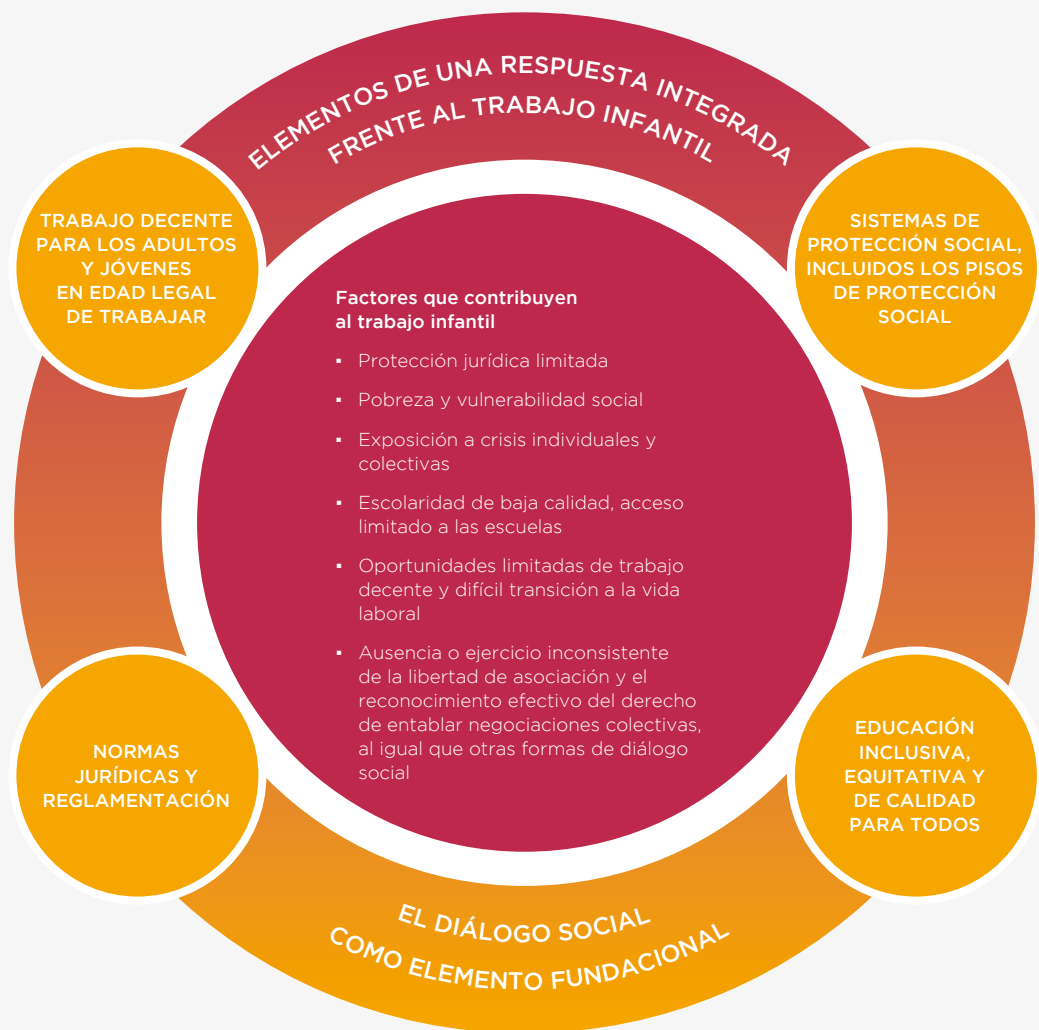 ELEMENTOS DE UNA RESPUESTA INTEGRADA
FRENTE AL TRABAJO INFANTIL
TRABAJO DECENTE
PARA LOS ADULTOS
Y JÓVENES
EN EDAD LEGAL
DE TRABAJAR
SISTEMAS DE
PROTECCIÓN SOCIAL,
INCLUIDOS LOS PISOS
DE PROTECCIÓN
SOCIAL
Factores que contribuyen
al trabajo infantil
▪ Protección jurídica limitada
▪ Pobreza y vulnerabilidad social
▪ Exposición a crisis individuales y
colectivas
▪ Escolaridad de baja calidad, acceso
limitado a las escuelas
▪ Oportunidades limitadas de trabajo
decente y difícil transición a la vida
laboral
▪ Ausencia o ejercicio inconsistente
de la libertad de asociación y el
reconocimiento efectivo del derecho
de entablar negociaciones colectivas,
al igual que otras formas de diálogo
social
NORMAS
JURÍDICAS Y
REGLAMENTACIÓN
EDUCACIÓN
INCLUSIVA,
EQUITATIVA Y
DE CALIDAD
PARA TODOS
EL DIÁLOGO SOCIAL
COMO ELEMENTO FUNDACIONAL